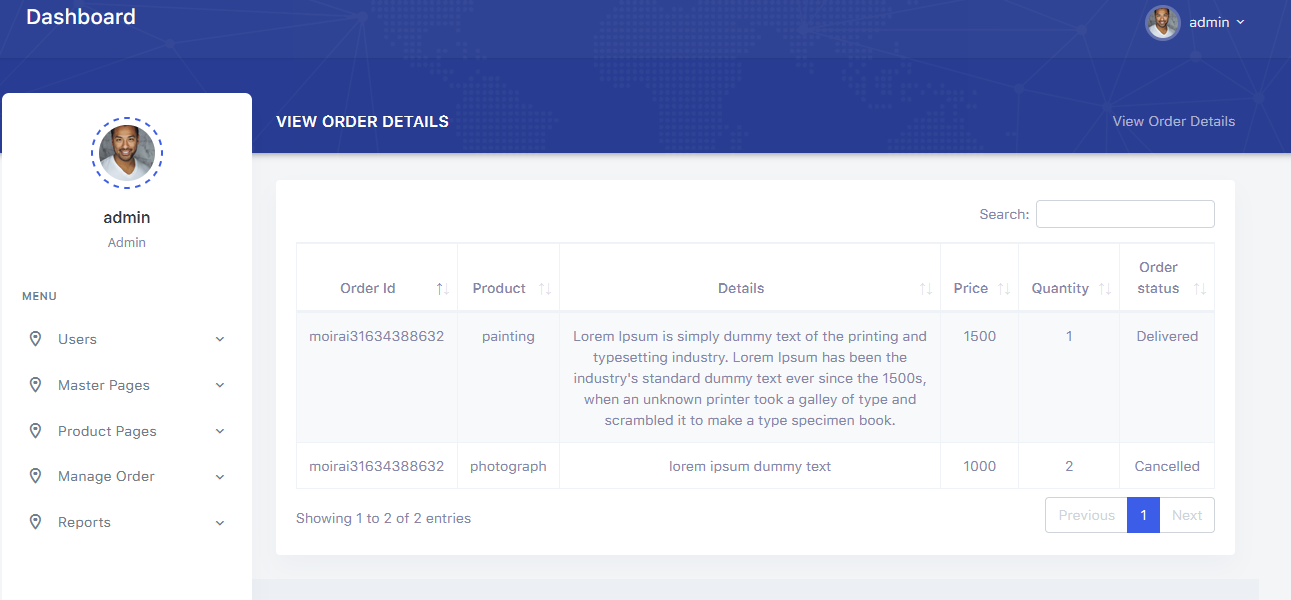 Dashboard
admin
VIEW ORDER DETAILS
View Order Details
admin
Admin
MENU
Users
Master Pages
Product Pages
Manage Order
Reports
Search:
Order Id Product Details Price Quantity Order status
moirai31634388632 painting Lorem Ipsum is simply dummy text of the printing and
typesetting industry. Lorem Ipsum has been the
industry's standard dummy text ever since the 1500s,
when an unknown printer took a galley of type and
scrambled it to make a type specimen book. 1500 1 Delivered
moirai31634388632 photograph lorem ipsum dummy text 1000 2 Cancelled
Showing 1 to 2 of 2 entries
Previous 1 Next